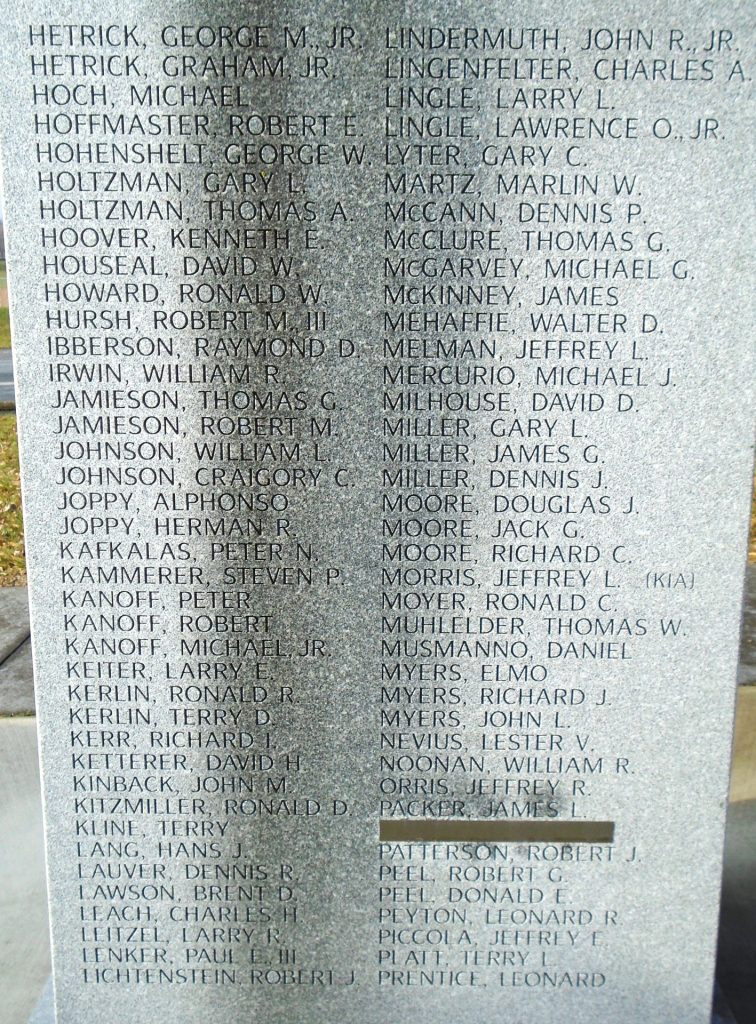 HETRICK, GEORGE M., JR.
HETRICK, GRAHAM, JR.
HOCH, MICHAEL
HOFFMASTER, ROBERT E.
HOHENSHELT, GEORGE W.
HOLTZMAN, GARY L.
HOLTZMAN, THOMAS A.
HOOVER, KENNETH E.
HOUSEAL, DAVID W.
HOWARD, RONALD W.
HURSH, ROBERT M., III
IBBERSON, RAYMOND D.
IRWIN, WILLIAM R.
JAMIESON, THOMAS G.
JAMIESON, ROBERT M.
JOHNSON, WILLIAM L.
JOHNSON, CRAIGORY C.
JOPPY, ALPHONSO
JOPPY, HERMAN R.
KAFKALAS, PETER N.
KAMMERER, STEVEN P.
KANOFF, PETER
KANOFF, ROBERT
KANOFF, MICHAEL, JR.
KEITER, LARRY E.
KERLIN, RONALD R.
KERLIN, TERRY D.
KERR, RICHARD I.
KETTERER, DAVID H.
KINBACK, JOHN M.
KITZMILLER, RONALD D.
KLINE, TERRY
LANG, HANS J.
LAUVER, DENNIS R.
LAWSON, BRENT D.
LEACH, CHARLES H.
LEITZEL, LARRY R.
LENKER, PAUL E., III
LICHTENSTEIN, ROBERT J.
LINDERMUTH, JOHN R., JR.
LINGENFELTER, CHARLES A
LINGLE, LARRY L.
LINGLE, LAWRENCE O., JR.
LYTER, GARY C.
MARTZ, MARLIN W.
McCANN, DENNIS P.
McCLURE, THOMAS G.
McGARVEY, MICHAEL G.
McKINNEY, JAMES
MEHAFFIE, WALTER D.
MELMAN, JEFFREY L.
MERCURIO, MICHAEL J.
MILHOUSE, DAVID D.
MILLER, GARY L.
MILLER, JAMES G.
MILLER, DENNIS J.
MOORE, DOUGLAS J.
MOORE, JACK G.
MOORE, RICHARD C.
MORRIS, JEFFREY L. (KIA)
MOYER, RONALD C.
MUHLELDER, THOMAS W.
MUSMANNO, DANIEL
MYERS, ELMO
MYERS, RICHARD J.
MYERS, JOHN L.
NEVIUS, LESTER V.
NOONAN, WILLIAM R.
ORRIS, JEFFREY R.
PACKER, JAMES L.
PATTERSON, ROBERT J.
PEEL, ROBERT G.
PEEL, DONALD E.
PEYTON, LEONARD R.
PICCOLA, JEFFREY E.
PLATT, TERRY L.
PRENTICE, LEONARD